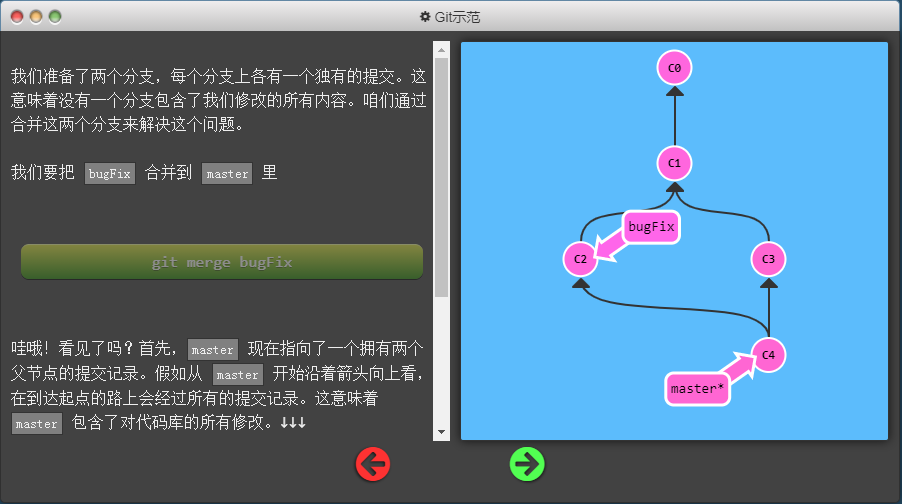 Git示范
我们准备了两个分支，每个分支上各有一个独有的提交。这
意味着没有一个分支包含了我们修改的所有内容。咱们通过
合并这两个分支来解决这个问题。
我们要把 bugFix 合并到 master 里
git merge bugFix
哇哦！看见了吗？首先，master 现在指向了一个拥有两个
父节点的提交记录。假如从 master 开始沿着箭头向上看，
在到达起点的路上会经过所有的提交记录。这意味着
master 包含了对代码库的所有修改。↓↓↓
C0
C1
bugFix
C2
C3
C4
master*